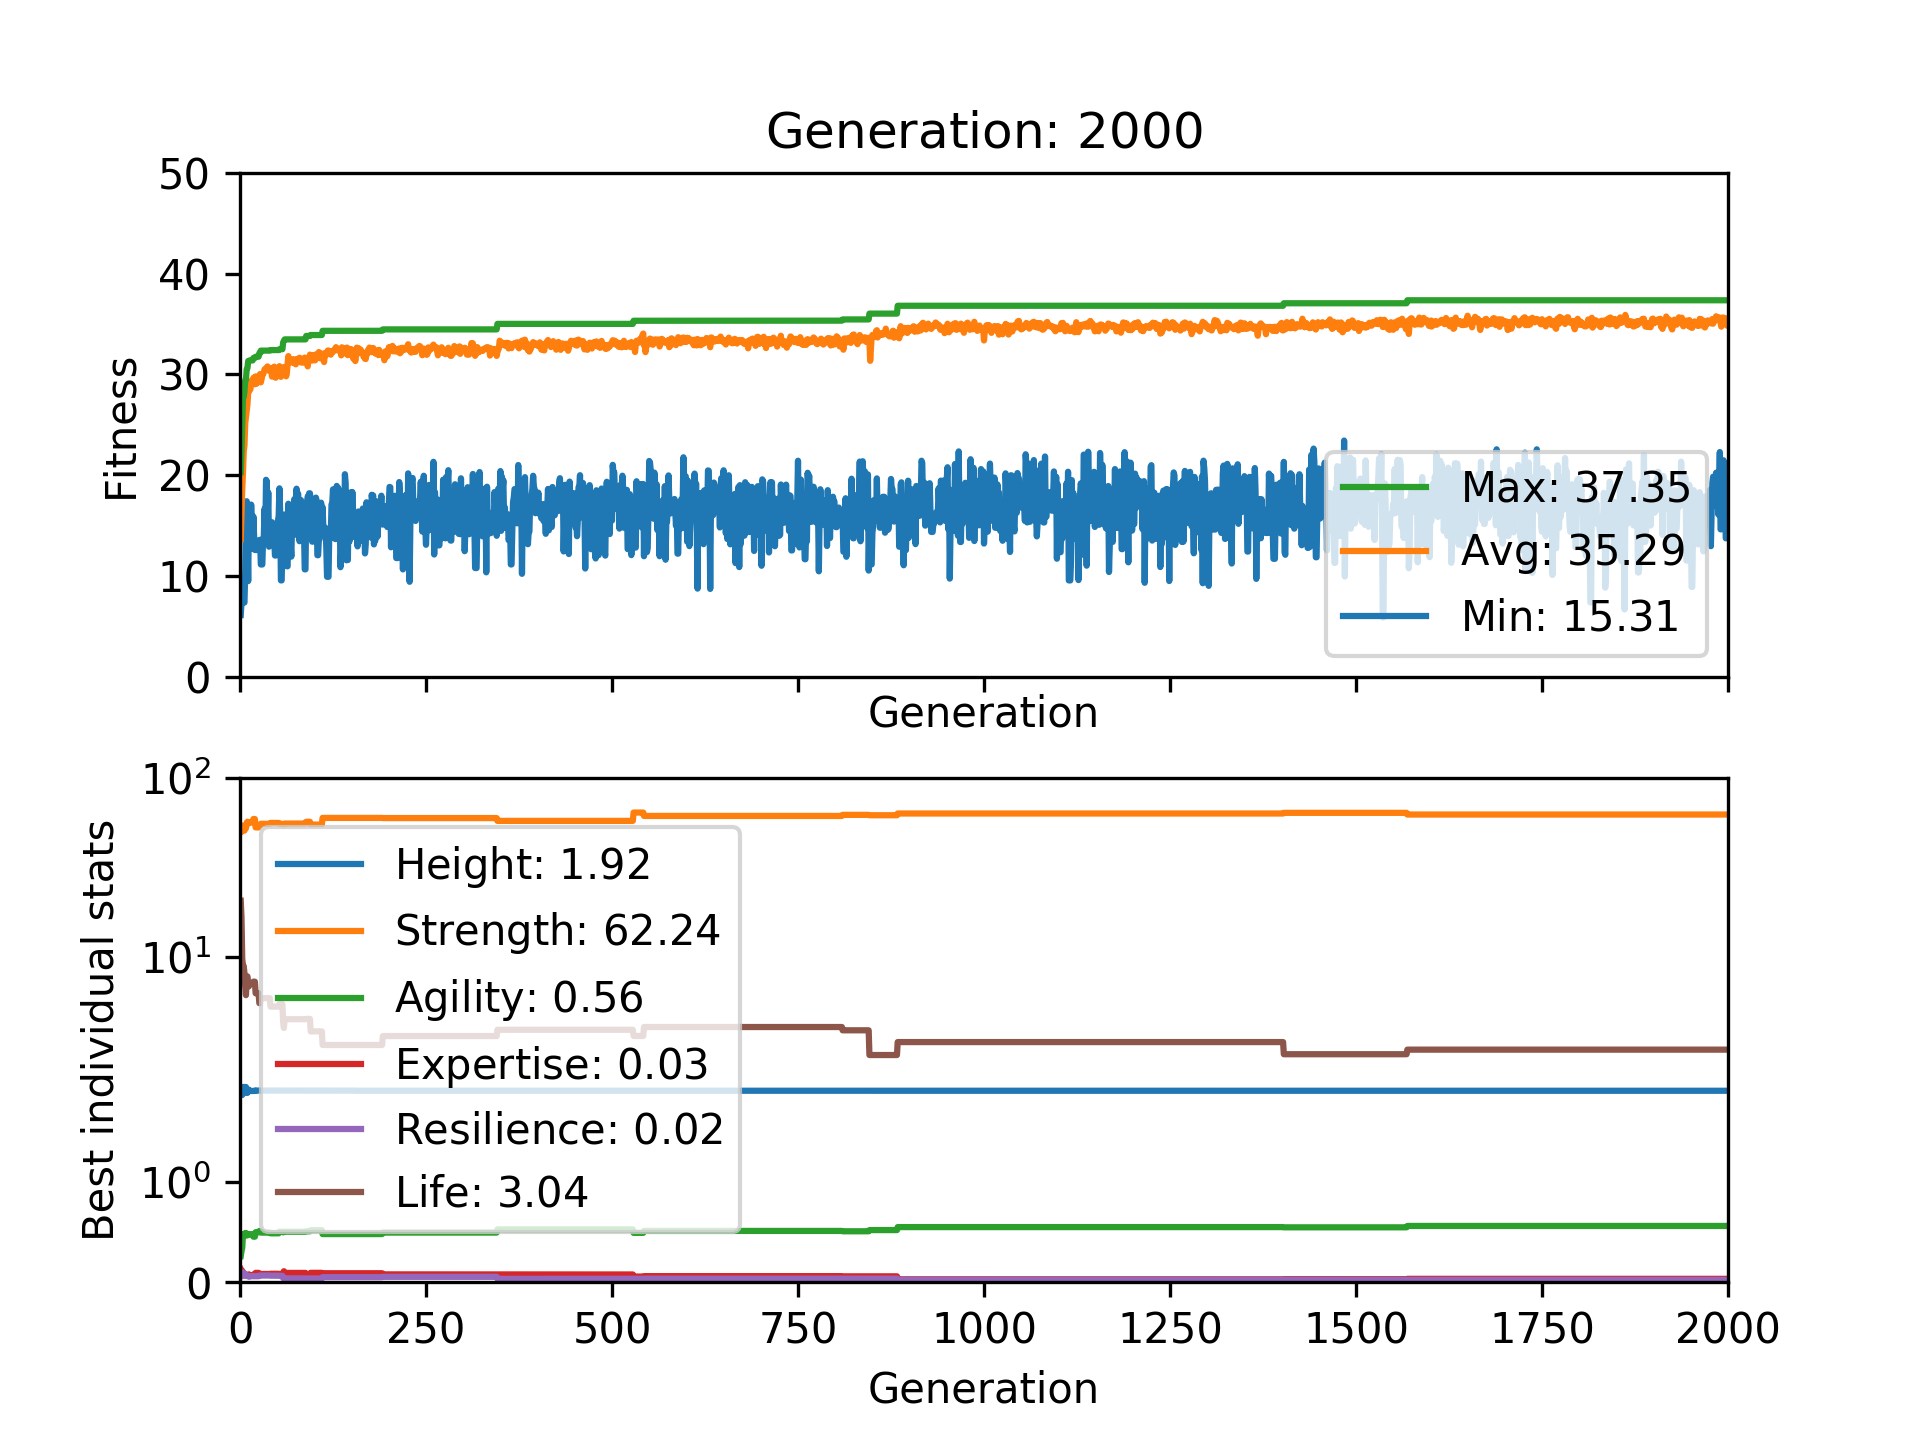 Generation: 2000
50
40
30
20
10
0
Fitness
Max: 37.35
Avg: 35.29
Min: 15.31
Generation
10²
10¹
10⁰
0
Best individual stats
Height: 1.92
Strength: 62.24
Agility: 0.56
Expertise: 0.03
Resilience: 0.02
Life: 3.04
0 250 500 750 1000 1250 1500 1750 2000
Generation